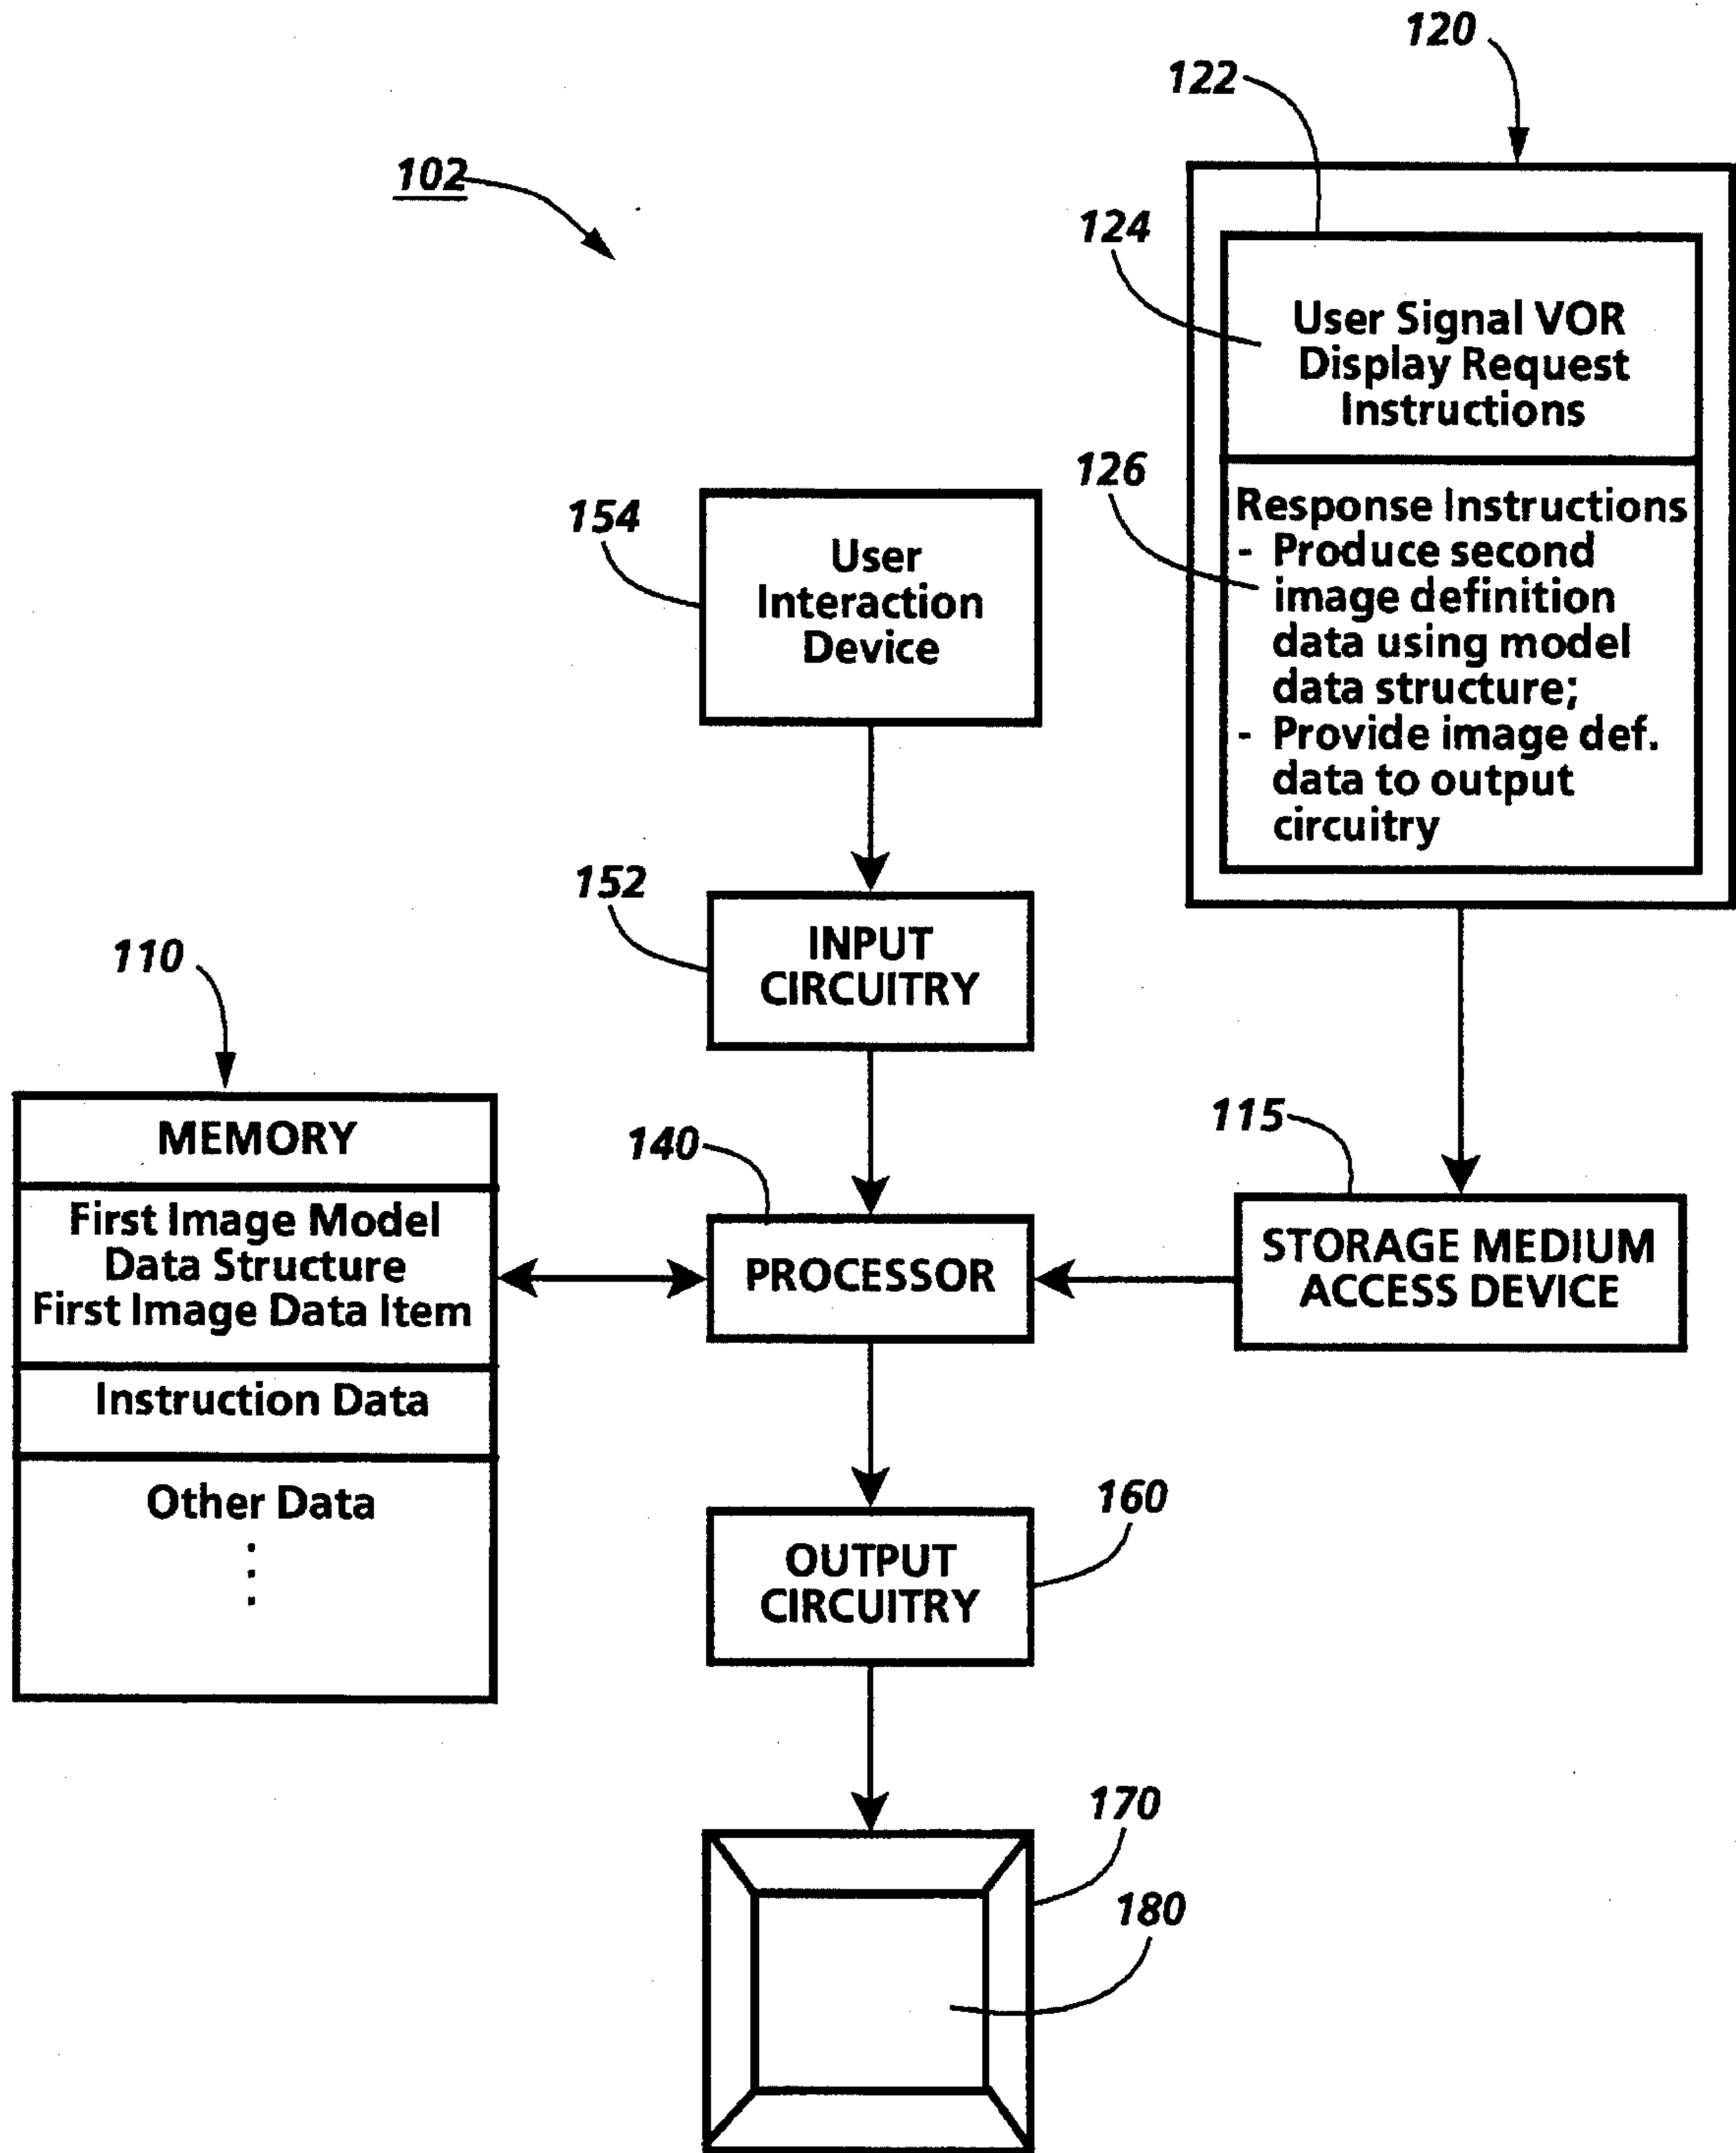 120
122
102
124
User Signal VOR
Display Request
Instructions
126
Response Instructions
- Produce second
image definition
data using model
data structure;
- Provide image def.
data to output
circuitry
154
User
Interaction
Device
152
INPUT
CIRCUITRY
110
MEMORY
First Image Model
Data Structure
First Image Data Item
Instruction Data
Other Data
140
PROCESSOR
115
STORAGE MEDIUM
ACCESS DEVICE
160
OUTPUT
CIRCUITRY
170
180